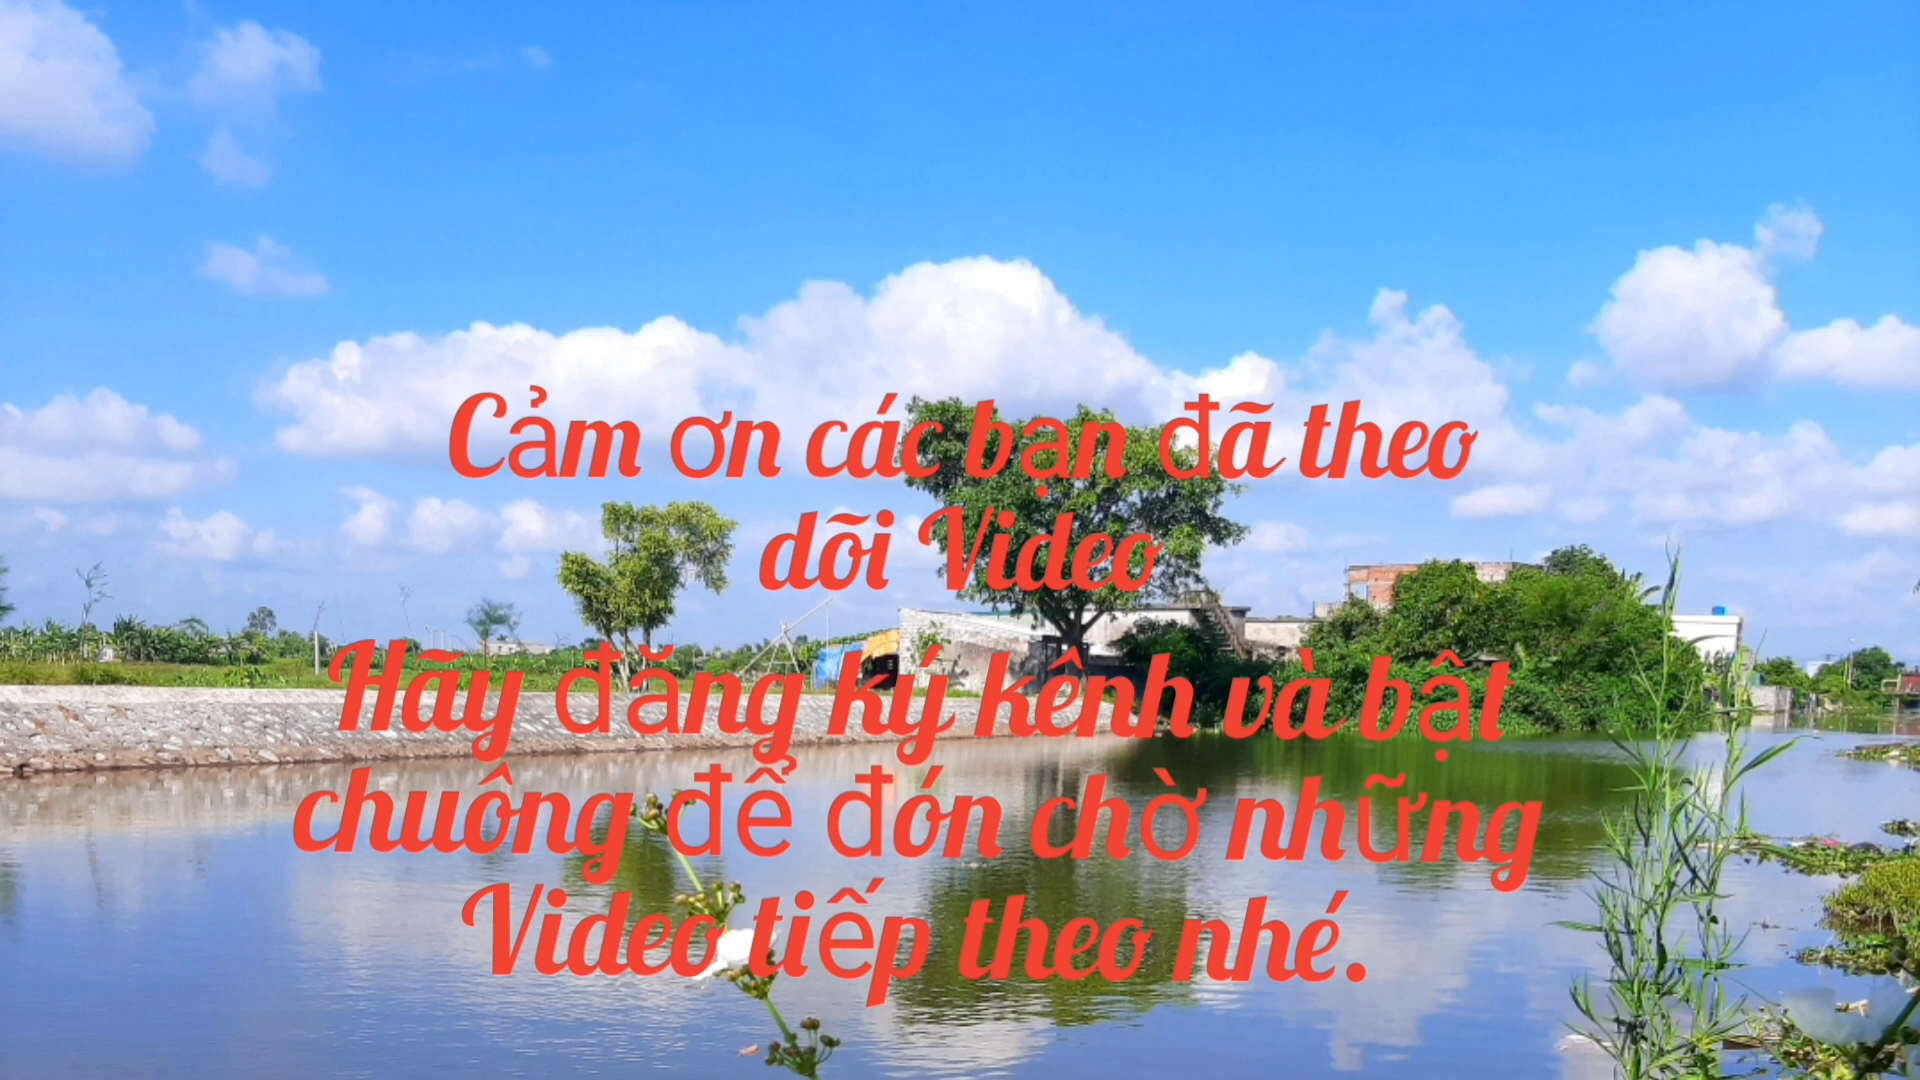 Cảm ơn các bạn đã theo
dõi Video
Hãy đăng ký kênh và bật
chuông để đón chờ những
Video tiếp theo nhé.